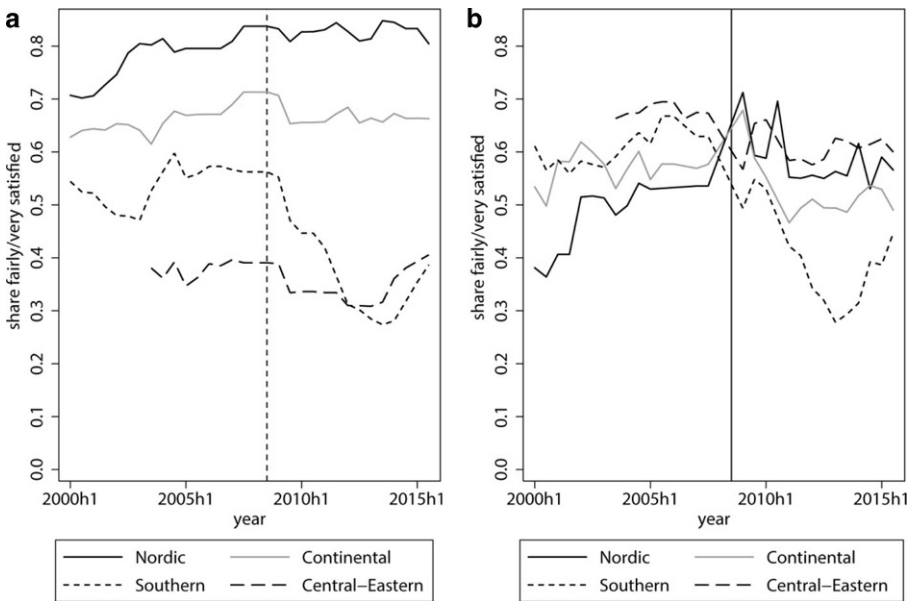 a
share fairly/very satisfied
0.8
0.7
0.6
0.5
0.4
0.3
0.2
0.1
0.0
2000h1 2005h1 2010h1 2015h1
year
Nordic Continental
Southern Central–Eastern
b
share fairly/very satisfied
0.8
0.7
0.6
0.5
0.4
0.3
0.2
0.1
0.0
2000h1 2005h1 2010h1 2015h1
year
Nordic Continental
Southern Central–Eastern